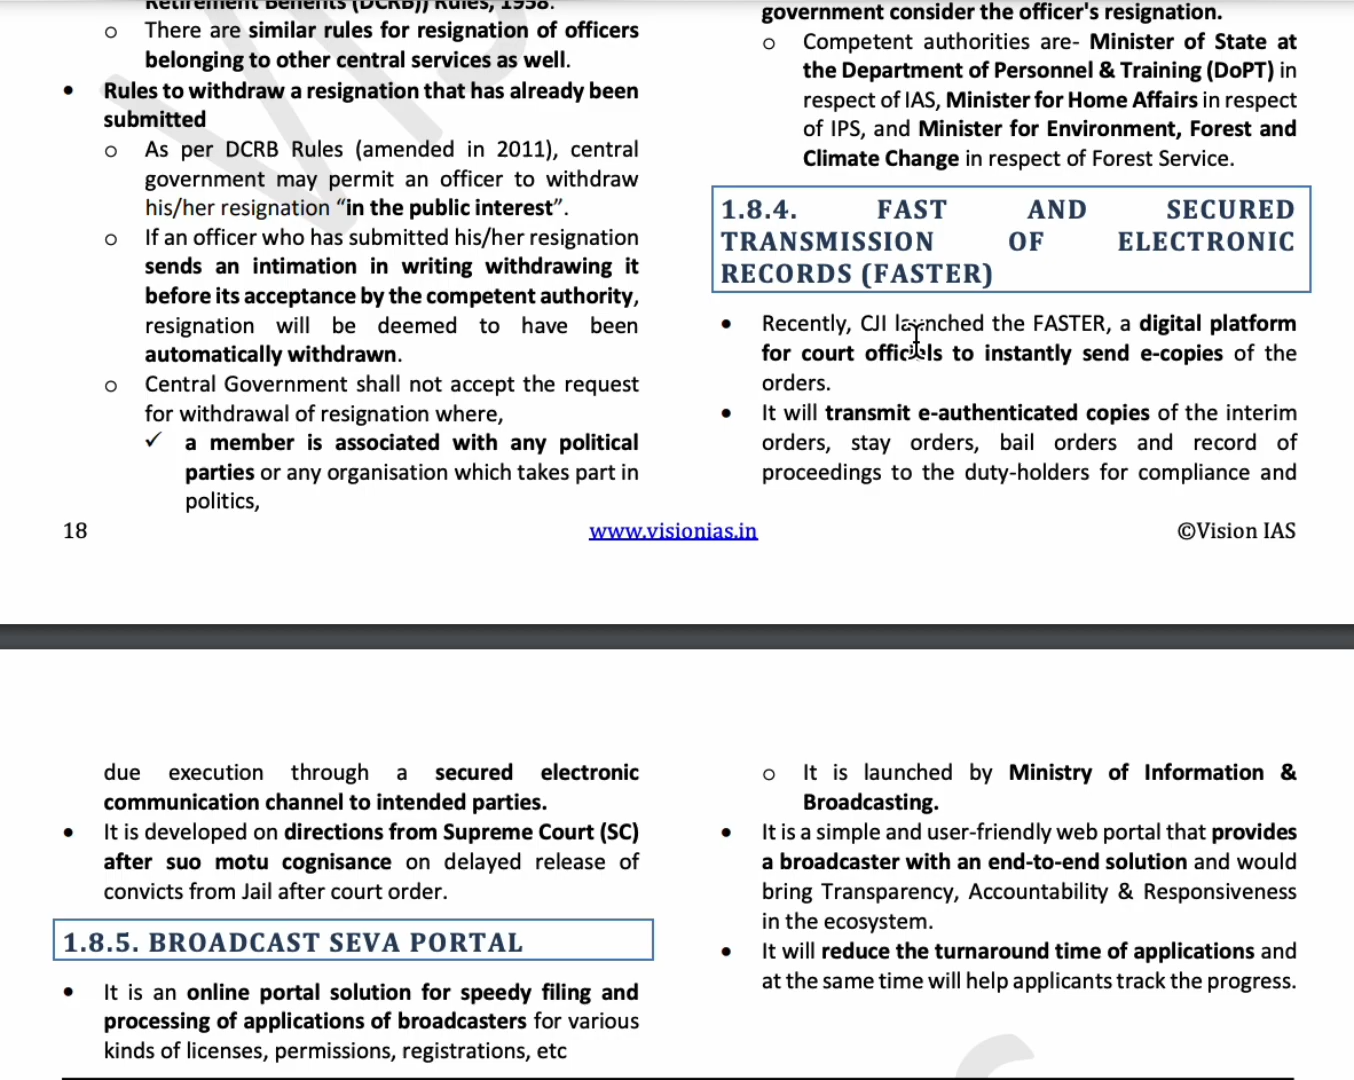 Retirement Benefits (DCRB)) Rules, 1958.
o There are similar rules for resignation of officers
belonging to other central services as well.
• Rules to withdraw a resignation that has already been
submitted
o As per DCRB Rules (amended in 2011), central
government may permit an officer to withdraw
his/her resignation “in the public interest”.
o If an officer who has submitted his/her resignation
sends an intimation in writing withdrawing it
before its acceptance by the competent authority,
resignation will be deemed to have been
automatically withdrawn.
o Central Government shall not accept the request
for withdrawal of resignation where,
✓ a member is associated with any political
parties or any organisation which takes part in
politics,
government consider the officer's resignation.
o Competent authorities are- Minister of State at
the Department of Personnel & Training (DoPT) in
respect of IAS, Minister for Home Affairs in respect
of IPS, and Minister for Environment, Forest and
Climate Change in respect of Forest Service.
1.8.4. FAST AND SECURED
TRANSMISSION OF ELECTRONIC
RECORDS (FASTER)
• Recently, CJI launched the FASTER, a digital platform
for court officials to instantly send e-copies of the
orders.
• It will transmit e-authenticated copies of the interim
orders, stay orders, bail orders and record of
proceedings to the duty-holders for compliance and
18 www.visionias.in ©Vision IAS
due execution through a secured electronic
communication channel to intended parties.
• It is developed on directions from Supreme Court (SC)
after suo motu cognisance on delayed release of
convicts from Jail after court order.
1.8.5. BROADCAST SEVA PORTAL
• It is an online portal solution for speedy filing and
processing of applications of broadcasters for various
kinds of licenses, permissions, registrations, etc
o It is launched by Ministry of Information &
Broadcasting.
• It is a simple and user-friendly web portal that provides
a broadcaster with an end-to-end solution and would
bring Transparency, Accountability & Responsiveness
in the ecosystem.
• It will reduce the turnaround time of applications and
at the same time will help applicants track the progress.